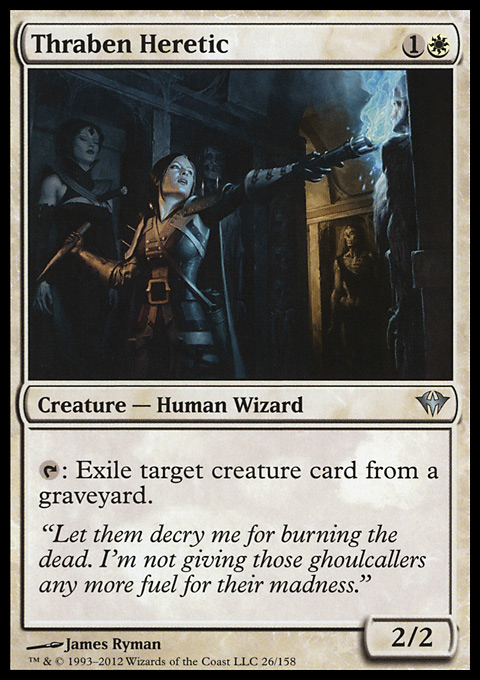 Thraben Heretic 1
Creature — Human Wizard
: Exile target creature card from a
graveyard.
“Let them decry me for burning the
dead. I’m not giving those ghoulcallers
any more fuel for their madness.”
James Ryman
2/2
™ & © 1993–2012 Wizards of the Coast LLC 26/158